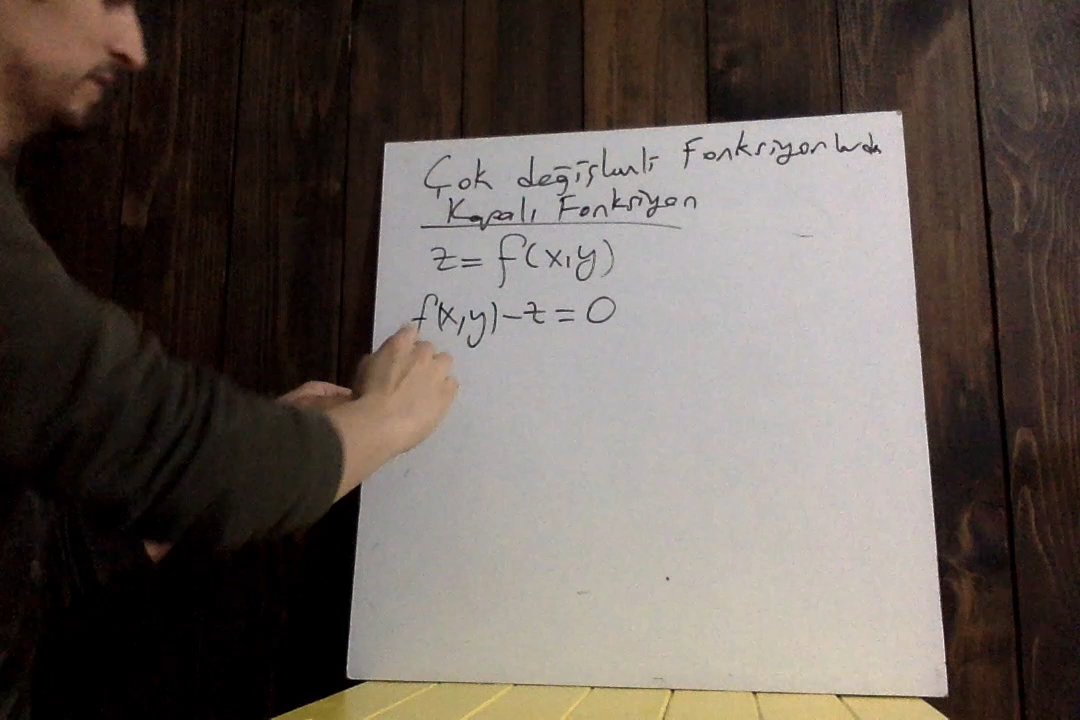 Çok değişkenli Fonksiyonlarda
Kapalı Fonksiyon
z = f(x,y)
f(x,y) - z = 0